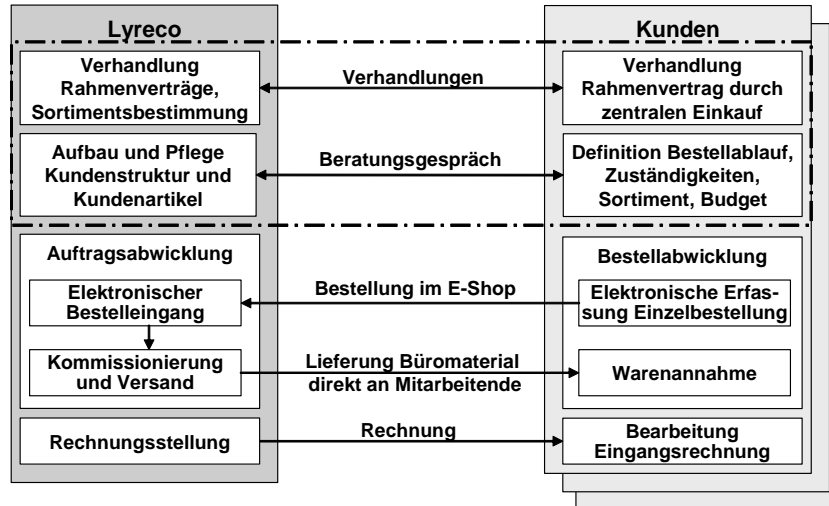 Lyreco
Kunden
Verhandlung
Rahmenverträge,
Sortimentsbestimmung
Verhandlungen
Verhandlung
Rahmenvertrag durch
zentralen Einkauf
Aufbau und Pflege
Kundenstruktur und
Kundenartikel
Beratungsgespräch
Definition Bestellablauf,
Zuständigkeiten,
Sortiment, Budget
Auftragsabwicklung
Bestellabwicklung
Elektronischer
Bestelleingang
Bestellung im E-Shop
Elektronische Erfas-
sung Einzelbestellung
Kommissionierung
und Versand
Lieferung Büromaterial
direkt an Mitarbeitende
Warenannahme
Rechnungsstellung
Rechnung
Bearbeitung
Eingangsrechnung